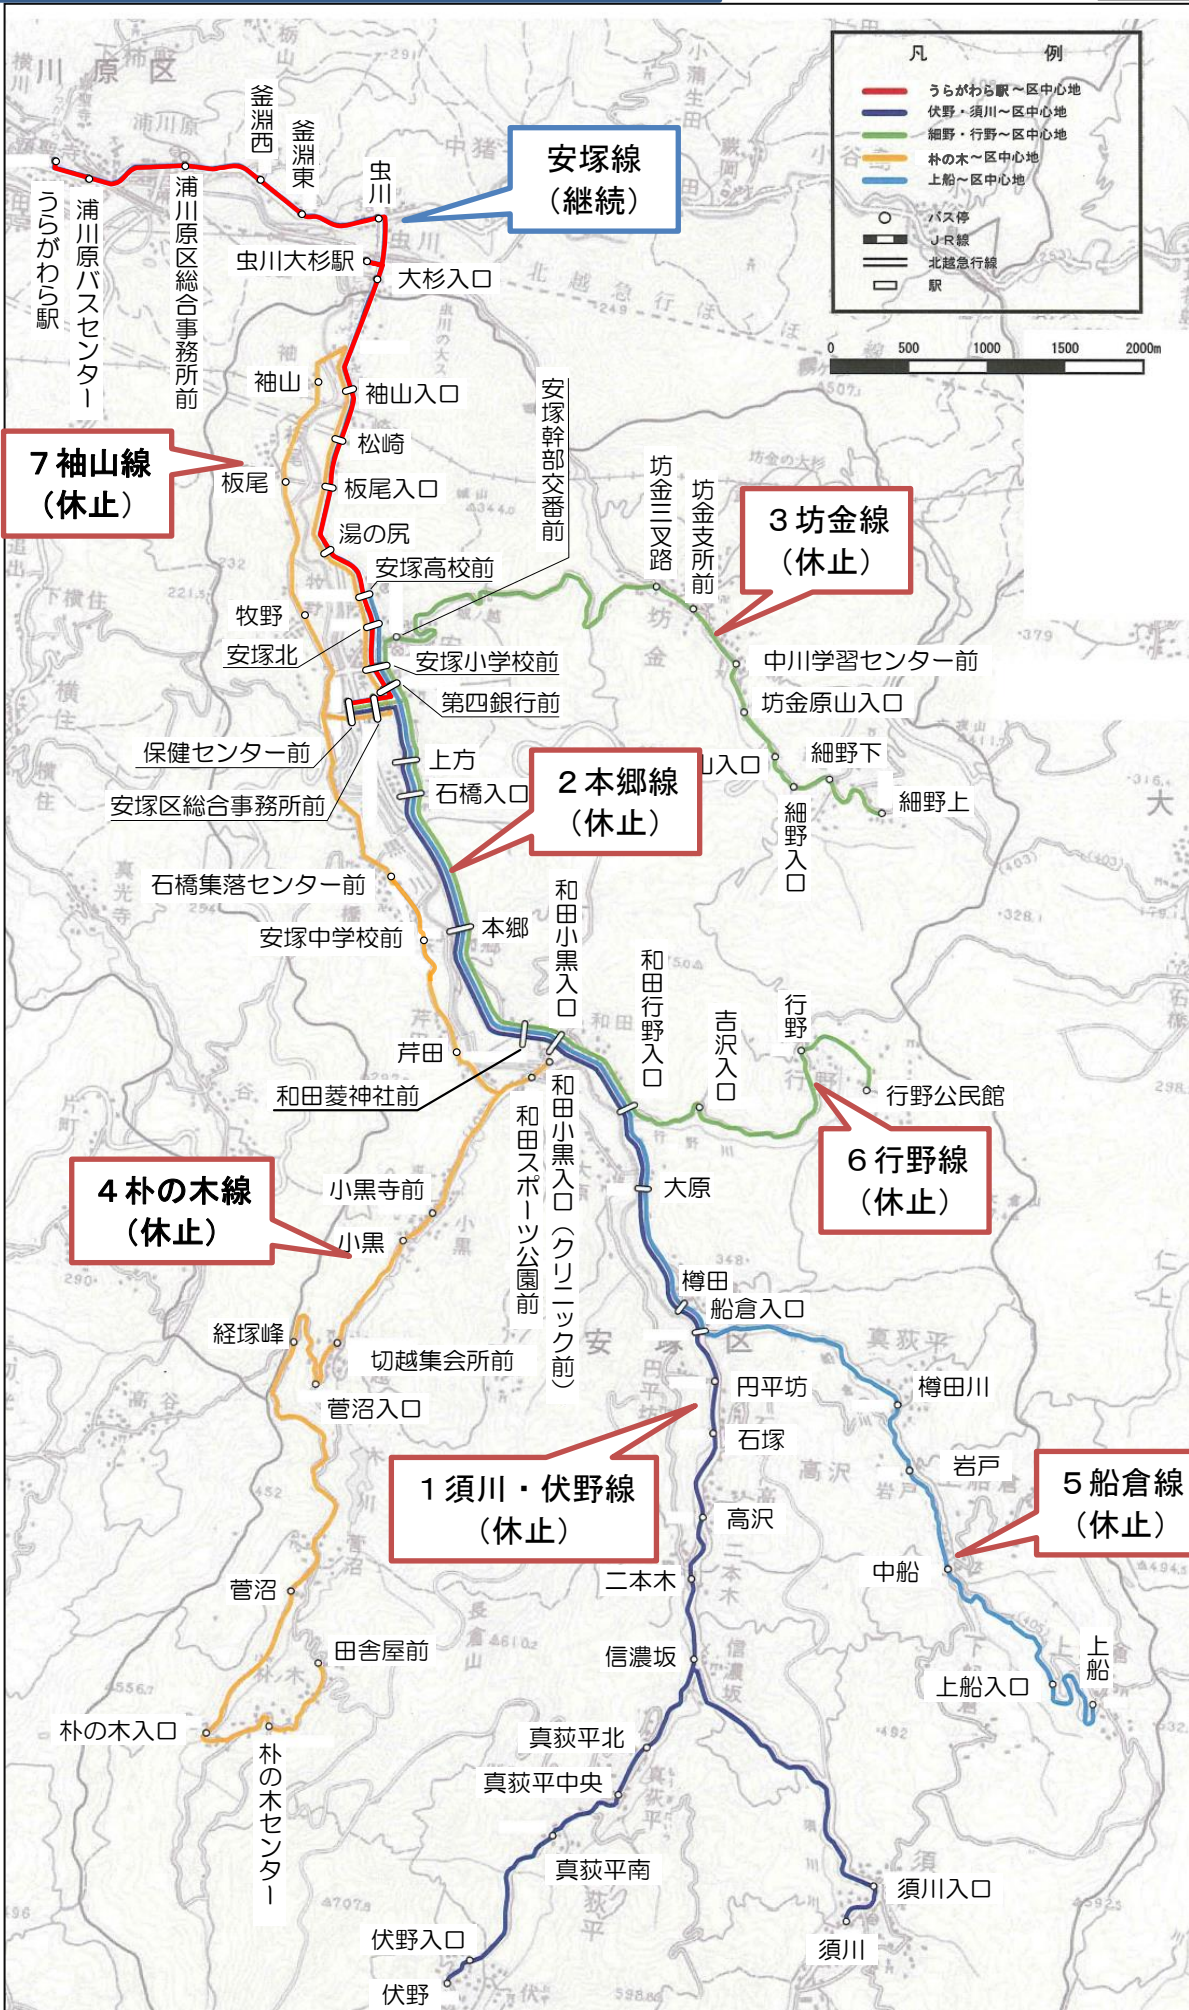 凡　例
うらがわら駅～区中心地
伏野・須川～区中心地
細野・行野～区中心地
朴の木～区中心地
上船～区中心地
バス停
ＪＲ線
北越急行線
駅
0 500 1000 1500 2000m
川原区
浦川原
釜淵西
釜淵東
虫川
安塚線
（継続）
うらがわら駅
浦川原バスセンター
浦川原区総合事務所前
虫川大杉駅
大杉入口
袖山
袖山入口
松崎
7袖山線
（休止）
板尾
板尾入口
湯の尻
安塚幹部交番前
坊金三叉路
坊金支所前
3坊金線
（休止）
安塚高校前
牧野
安塚北
安塚小学校前
第四銀行前
中川学習センター前
坊金原山入口
保健センター前
安塚区総合事務所前
上方
石橋入口
2本郷線
（休止）
山入口
細野下
細野入口
細野上
石橋集落センター前
安塚中学校前
本郷
和田小黒入口
和田行野入口
吉沢入口
行野
行野公民館
芹田
和田菱神社前
和田スポーツ公園前
和田小黒入口（クリニック前）
6行野線
（休止）
4朴の木線
（休止）
小黒寺前
小黒
大原
樽田
船倉入口
安塚区
経塚峰
切越集会所前
菅沼入口
円平坊
石塚
樽田川
岩戸
5船倉線
（休止）
1須川・伏野線
（休止）
高沢
二本木
中船
菅沼
田舎屋前
信濃坂
上船入口
上船
朴の木入口
朴の木センター
真荻平北
真荻平中央
真荻平南
須川入口
須川
伏野入口
伏野